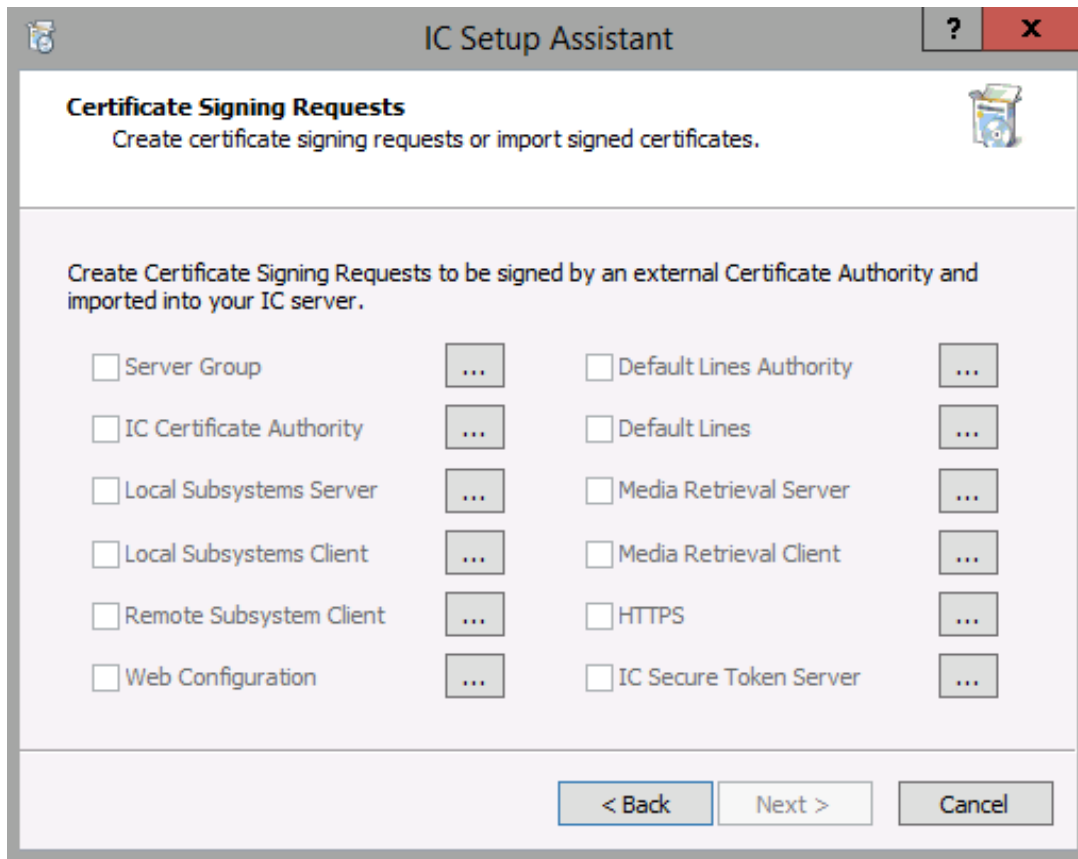 IC Setup Assistant
?
x
Certificate Signing Requests
Create certificate signing requests or import signed certificates.
Create Certificate Signing Requests to be signed by an external Certificate Authority and
imported into your IC server.
Server Group ... Default Lines Authority ...
IC Certificate Authority ... Default Lines ...
Local Subsystems Server ... Media Retrieval Server ...
Local Subsystems Client ... Media Retrieval Client ...
Remote Subsystem Client ... HTTPS ...
Web Configuration ... IC Secure Token Server ...
< Back Next > Cancel